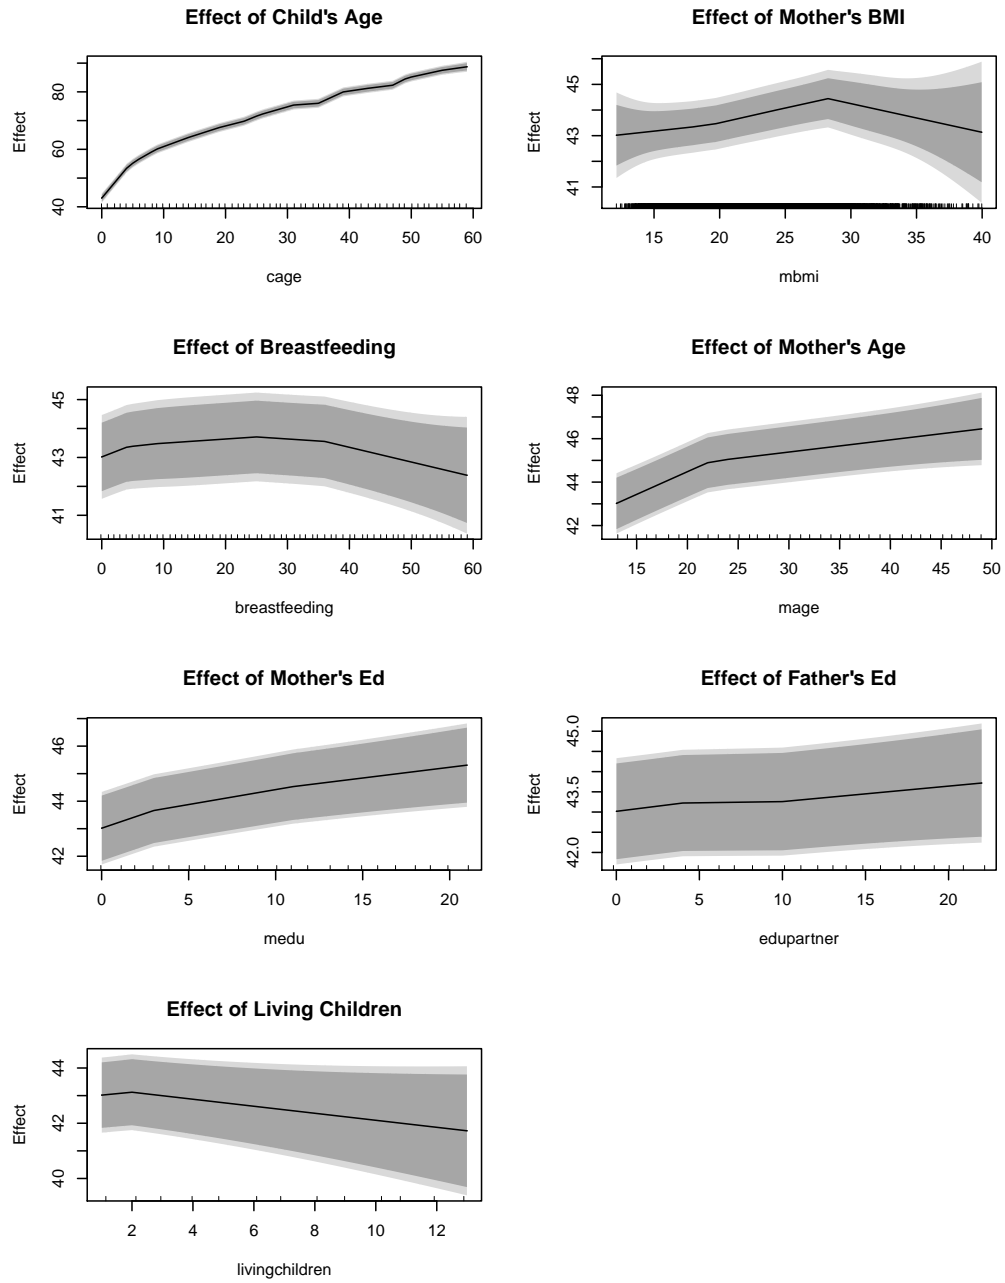 Effect of Child's Age
Effect
40 60 80
0 10 20 30 40 50 60
cage
Effect of Mother's BMI
Effect
41 43 45
15 20 25 30 35 40
mbmi
Effect of Breastfeeding
Effect
41 43 45
0 10 20 30 40 50 60
breastfeeding
Effect of Mother's Age
Effect
42 44 46 48
15 20 25 30 35 40 45 50
mage
Effect of Mother's Ed
Effect
42 44 46
0 5 10 15 20
medu
Effect of Father's Ed
Effect
42.0 43.5 45.0
0 5 10 15 20
edupartner
Effect of Living Children
Effect
40 42 44
2 4 6 8 10 12
livingchildren